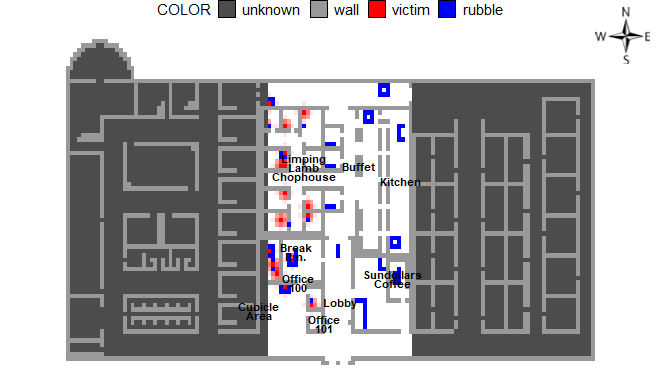 COLOR unknown wall victim rubble
N
W E
S
Limping
Lamb
Chophouse
Buffet
Kitchen
Break
Rm.
Office
100
Sundollars
Coffee
Cubicle
Area
Lobby
Office
101